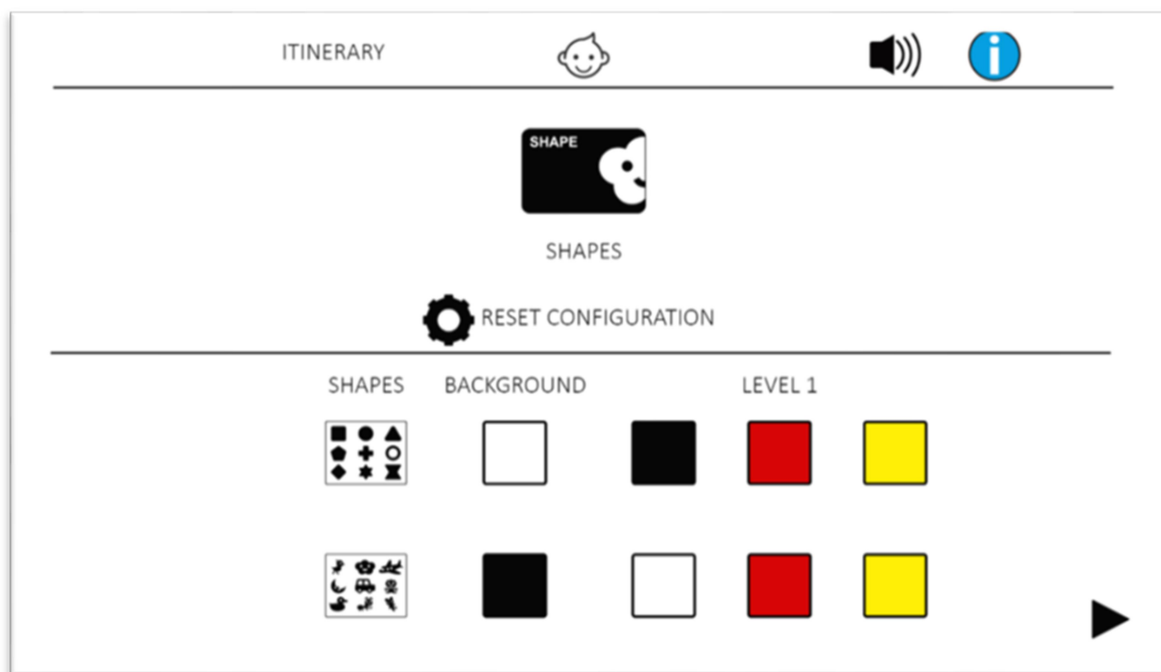 ITINERARY
SHAPE
SHAPES
RESET CONFIGURATION
SHAPES BACKGROUND LEVEL 1